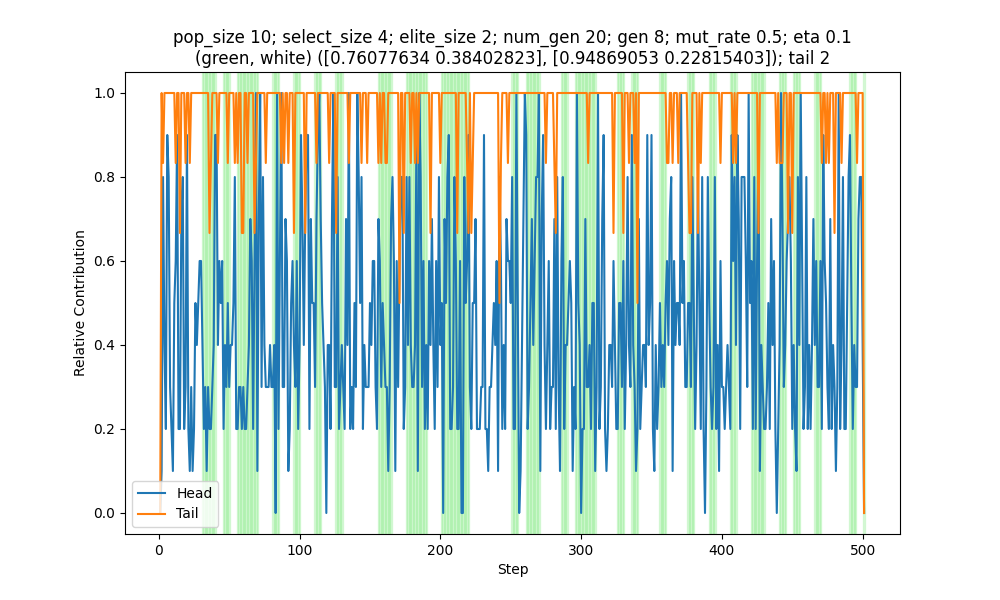 pop_size 10; select_size 4; elite_size 2; num_gen 20; gen 8; mut_rate 0.5; eta 0.1
(green, white) ([0.76077634 0.38402823], [0.94869053 0.22815403]); tail 2
1.0
0.8
0.6
0.4
0.2
0.0
Relative Contribution
Head
Tail
0
100
200
300
400
500
Step